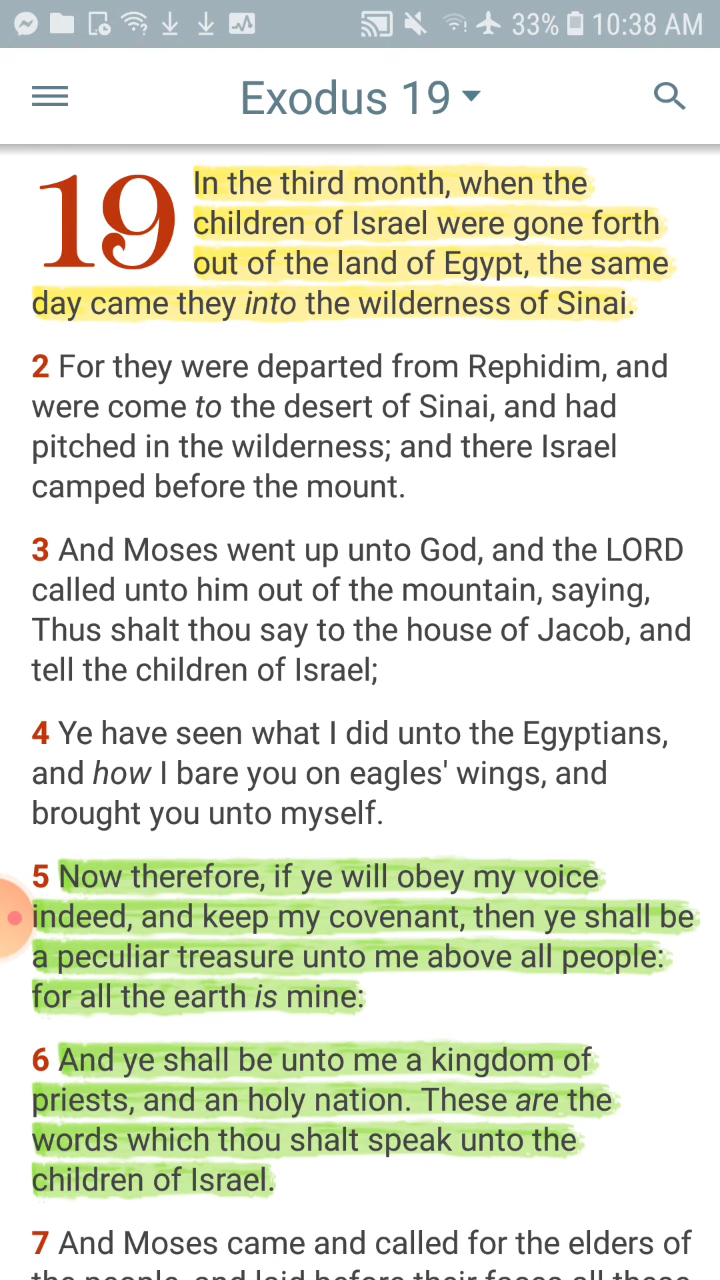 33% 10:38 AM
Exodus 19
19 In the third month, when the
children of Israel were gone forth
out of the land of Egypt, the same
day came they into the wilderness of Sinai.
2 For they were departed from Rephidim, and
were come to the desert of Sinai, and had
pitched in the wilderness; and there Israel
camped before the mount.
3 And Moses went up unto God, and the LORD
called unto him out of the mountain, saying,
Thus shalt thou say to the house of Jacob, and
tell the children of Israel;
4 Ye have seen what I did unto the Egyptians,
and how I bare you on eagles' wings, and
brought you unto myself.
5 Now therefore, if ye will obey my voice
indeed, and keep my covenant, then ye shall be
a peculiar treasure unto me above all people:
for all the earth is mine:
6 And ye shall be unto me a kingdom of
priests, and an holy nation. These are the
words which thou shalt speak unto the
children of Israel.
7 And Moses came and called for the elders of
the people, and laid before their faces all these